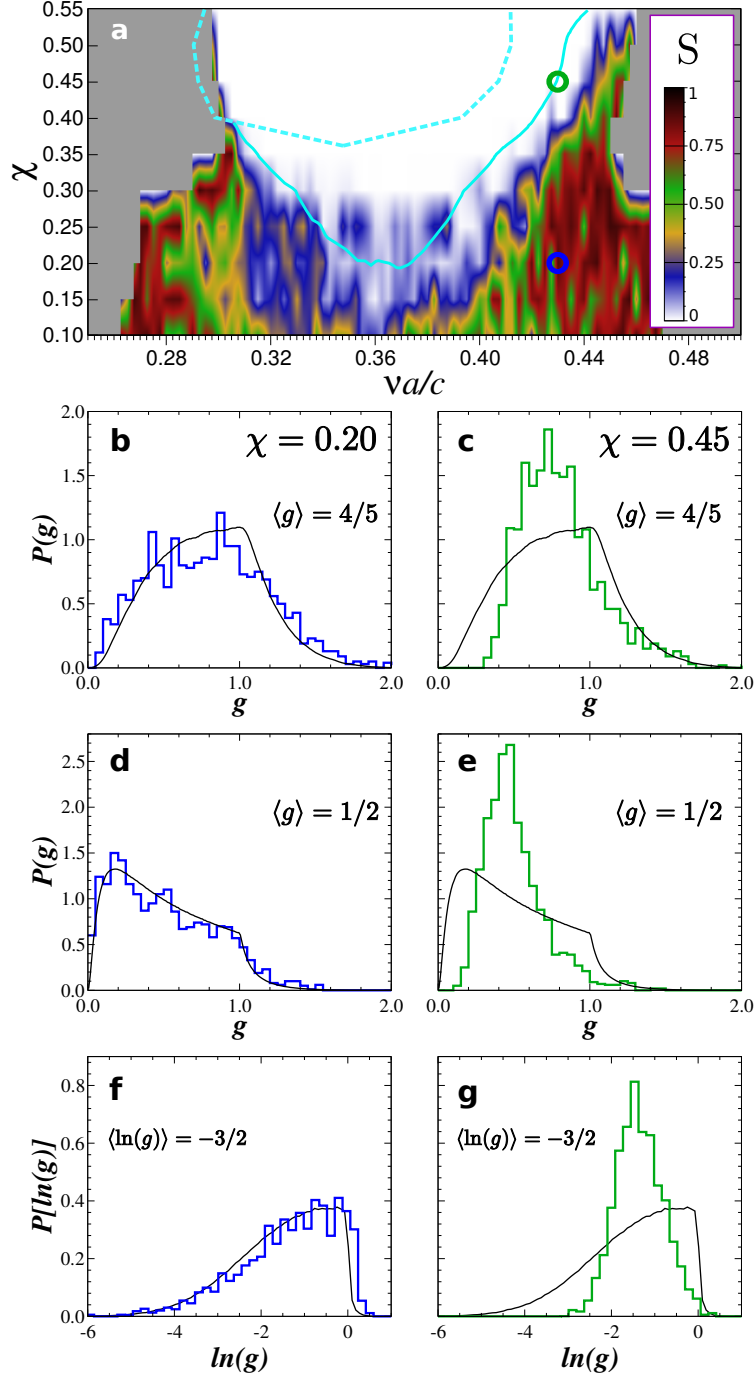 a
S
0.55
0.50
0.45
0.40
0.35
0.30
0.25
0.20
0.15
0.10
χ
1
0.75
0.50
0.25
0
0.28 0.32 0.36 0.40 0.44 0.48
νa/c
b χ = 0.20
⟨g⟩ = 4/5
2.0
1.5
1.0
0.5
0.0
P(g)
0.0 1.0 2.0
g
c χ = 0.45
⟨g⟩ = 4/5
0.0 1.0 2.0
g
d
⟨g⟩ = 1/2
2.5
2.0
1.5
1.0
0.5
0.0
P(g)
0.0 1.0 2.0
g
e
⟨g⟩ = 1/2
0.0 1.0 2.0
g
f
⟨ln(g)⟩ = −3/2
0.8
0.6
0.4
0.2
0.0
P[ln(g)]
-6 -4 -2 0
ln(g)
g
⟨ln(g)⟩ = −3/2
-6 -4 -2 0
ln(g)